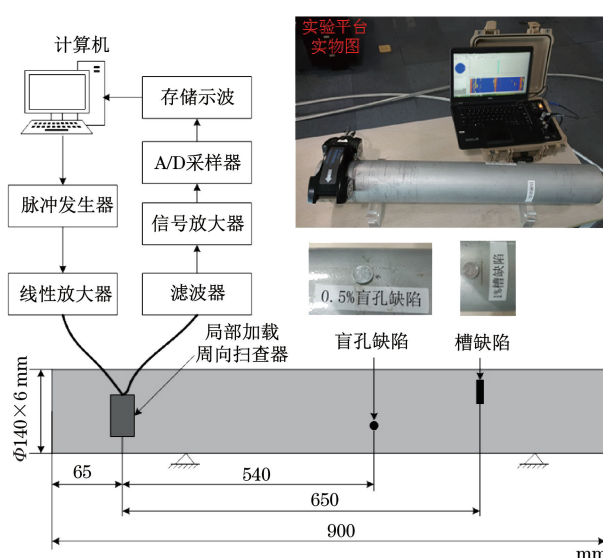 计算机
存储示波
A/D采样器
信号放大器
滤波器
脉冲发生器
线性放大器
实验平台
实物图
0.5%盲孔缺陷
1%槽缺陷
局部加载
周向扫查器
盲孔缺陷
槽缺陷
Φ140×6 mm
65
540
650
900
mm